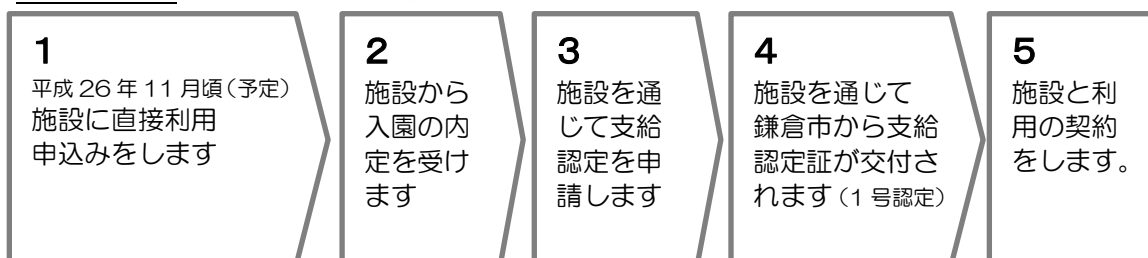 1
平成 26 年 11 月頃（予定）
施設に直接利用
申込みをします
2
施設から
入園の内
定を受け
ます
3
施設を通
じて支給
認定を申
請します
4
施設を通じて
鎌倉市から支給
認定証が交付さ
れます（1 号認定）
5
施設と利
用の契約
をします。